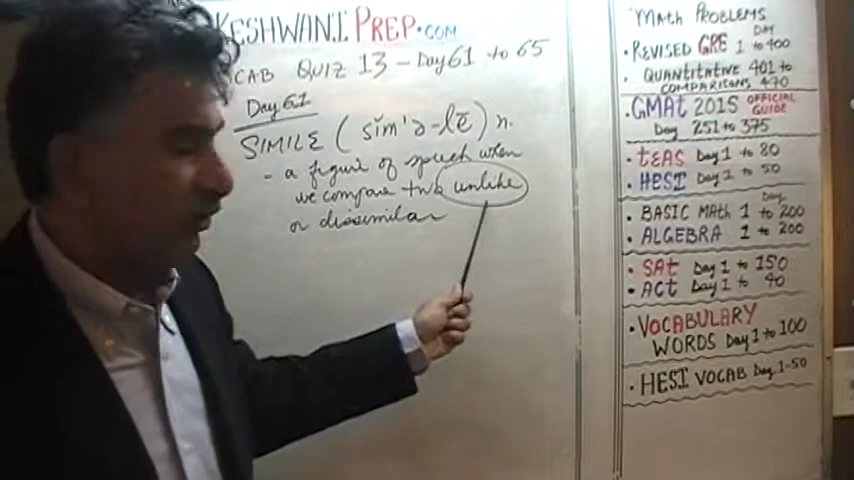 KESHWANIPREP.COM
CAB QUIZ 13 - Day 61 to 65
Day 61
SIMILE (sĭm'ə-lē) n.
- a figure of speech when
we compare two unlike
or dissimilar
MATH PROBLEMS
DAY
• REVISED GRE 1 to 400
• QUANTITATIVE 401 to
COMPARISONS 470
• GMAT 2015 OFFICIAL GUIDE
Day 251 to 375
• TEAS Day 1 to 80
• HESI Day 1 to 50
Day
• BASIC MATH 1 to 200
• ALGEBRA 1 to 200
• SAT Day 1 to 150
• ACT Day 1 to 40
• VOCABULARY
WORDS Day 1 to 100
• HESI VOCAB Day 1-50